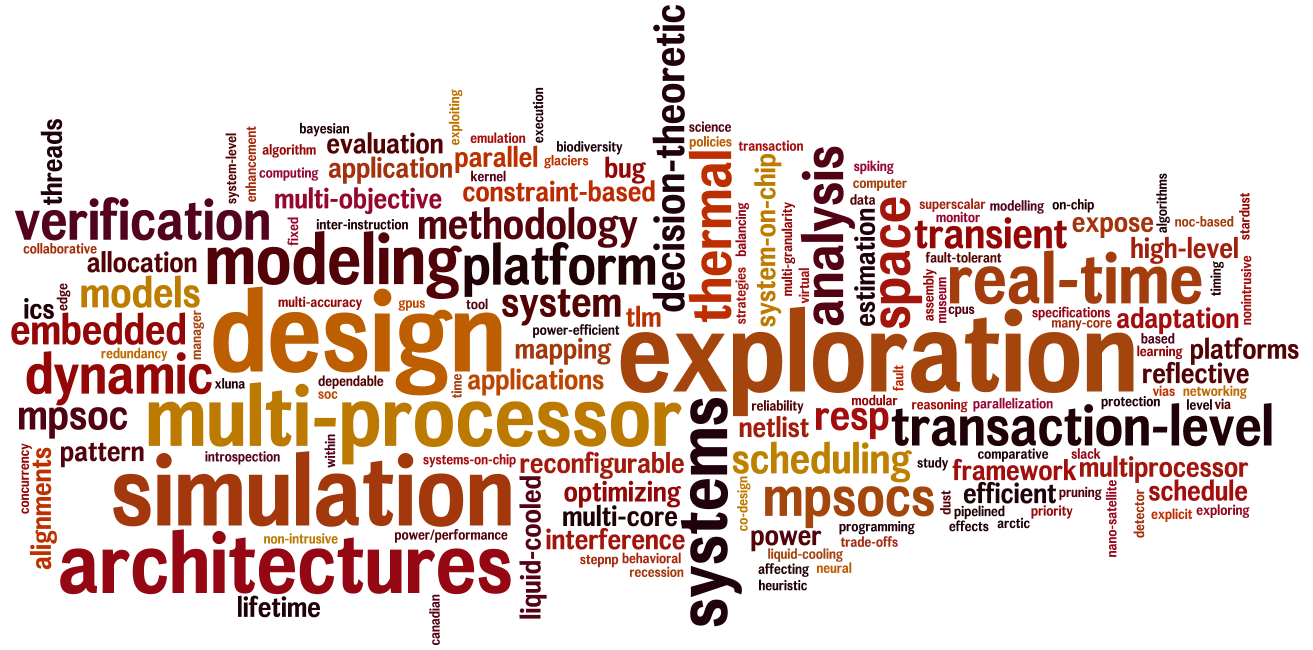 decision-theoretic
threads
system-level
enhancement
bayesian
algorithm
computing
evaluation
application
exploiting
emulation
parallel
execution
glaciers
biodiversity
kernel
bug
constraint-based
multi-objective
science
policies
thermal
transaction
system-on-chip
balancing
strategies
multi-granularity
virtual
analysis
spiking
computer
data
estimation
space
superscalar
modelling
on-chip
monitor
transient
expose
algorithms
noc-based
stardust
high-level
fault-tolerant
verification
collaborative
fixed
inter-instruction
methodology
allocation
modeling
platform
real-time
timing
nonintrusive
assembly
museum
cpus
specifications
many-core
adaptation
ics
edge
models
multi-accuracy
gpus
tool
system
tlm
embedded
redundancy
manager
design
power-efficient
mapping
exploration
based
learning
platforms
reflective
vias
networking
dynamic
xluna
dependable
soc
time
applications
fault
mpsoc
multi-processor
reliability
modular
netlist
resp
reasoning
parallelization
protection
level
via
transaction-level
pattern
introspection
within
systems-on-chip
reconfigurable
systems
scheduling
study
comparative
slack
framework
multiprocessor
concurrency
alignments
simulation
liquid-cooled
optimizing
multi-core
interference
co-design
mpsocs
dust
efficient
pruning
pipelined
priority
effects
arctic
nano-satellite
detector
schedule
explicit
exploring
non-intrusive
power/performance
architectures
stepnp
behavioral
recession
power
programming
trade-offs
liquid-cooling
affecting
neural
heuristic
lifetime
canadian